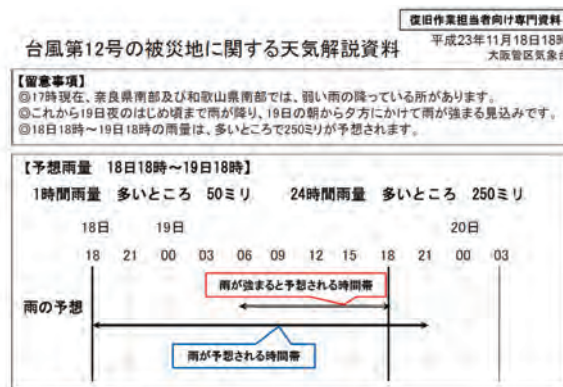 復旧作業担当者向け専門資料
平成23年11月18日18時
台風第12号の被災地に関する天気解説資料
大阪管区気象台
【留意事項】
◎17時現在、奈良県南部及び和歌山県南部では、弱い雨の降っている所があります。
◎これから19日夜のはじめ頃まで雨が降り、19日の朝から夕方にかけて雨が強まる見込みです。
◎18日18時～19日18時の雨量は、多いところで250ミリが予想されます。
【予想雨量 18日18時～19日18時】
1時間雨量 多いところ 50ミリ 24時間雨量 多いところ 250ミリ
18日 19日 20日
18 21 00 03 06 09 12 15 18 21 00 03
雨が強まると予想される時間帯
雨の予想
雨が予想される時間帯